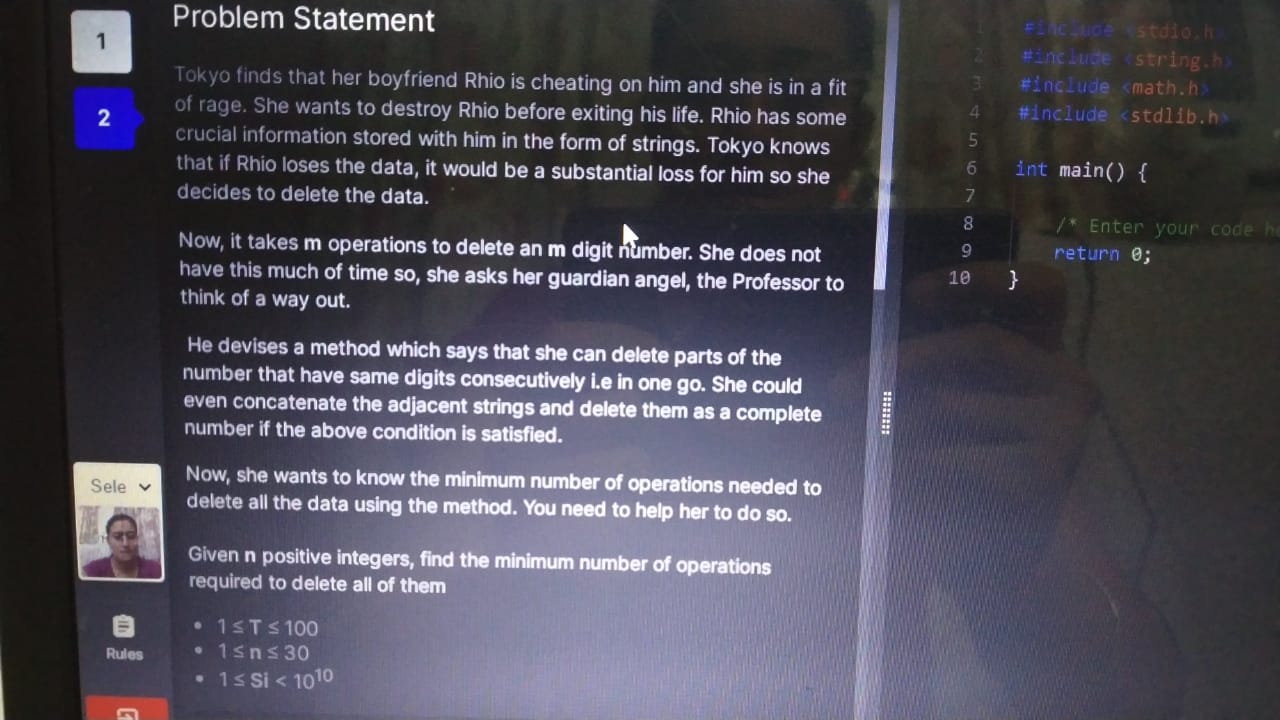 1
2
Problem Statement
Tokyo finds that her boyfriend Rhio is cheating on him and she is in a fit
of rage. She wants to destroy Rhio before exiting his life. Rhio has some
crucial information stored with him in the form of strings. Tokyo knows
that if Rhio loses the data, it would be a substantial loss for him so she
decides to delete the data.
Now, it takes m operations to delete an m digit number. She does not
have this much of time so, she asks her guardian angel, the Professor to
think of a way out.
He devises a method which says that she can delete parts of the
number that have same digits consecutively i.e in one go. She could
even concatenate the adjacent strings and delete them as a complete
number if the above condition is satisfied.
Now, she wants to know the minimum number of operations needed to
delete all the data using the method. You need to help her to do so.
Given n positive integers, find the minimum number of operations
required to delete all of them
• 1 ≤ T ≤ 100
• 1 ≤ n ≤ 30
• 1 ≤ Si < 10^10
Sele
Rules
1 #include <stdio.h>
2 #include <string.h>
3 #include <math.h>
4 #include <stdlib.h>
5
6 int main() {
7
8 /* Enter your code
9 return 0;
10 }